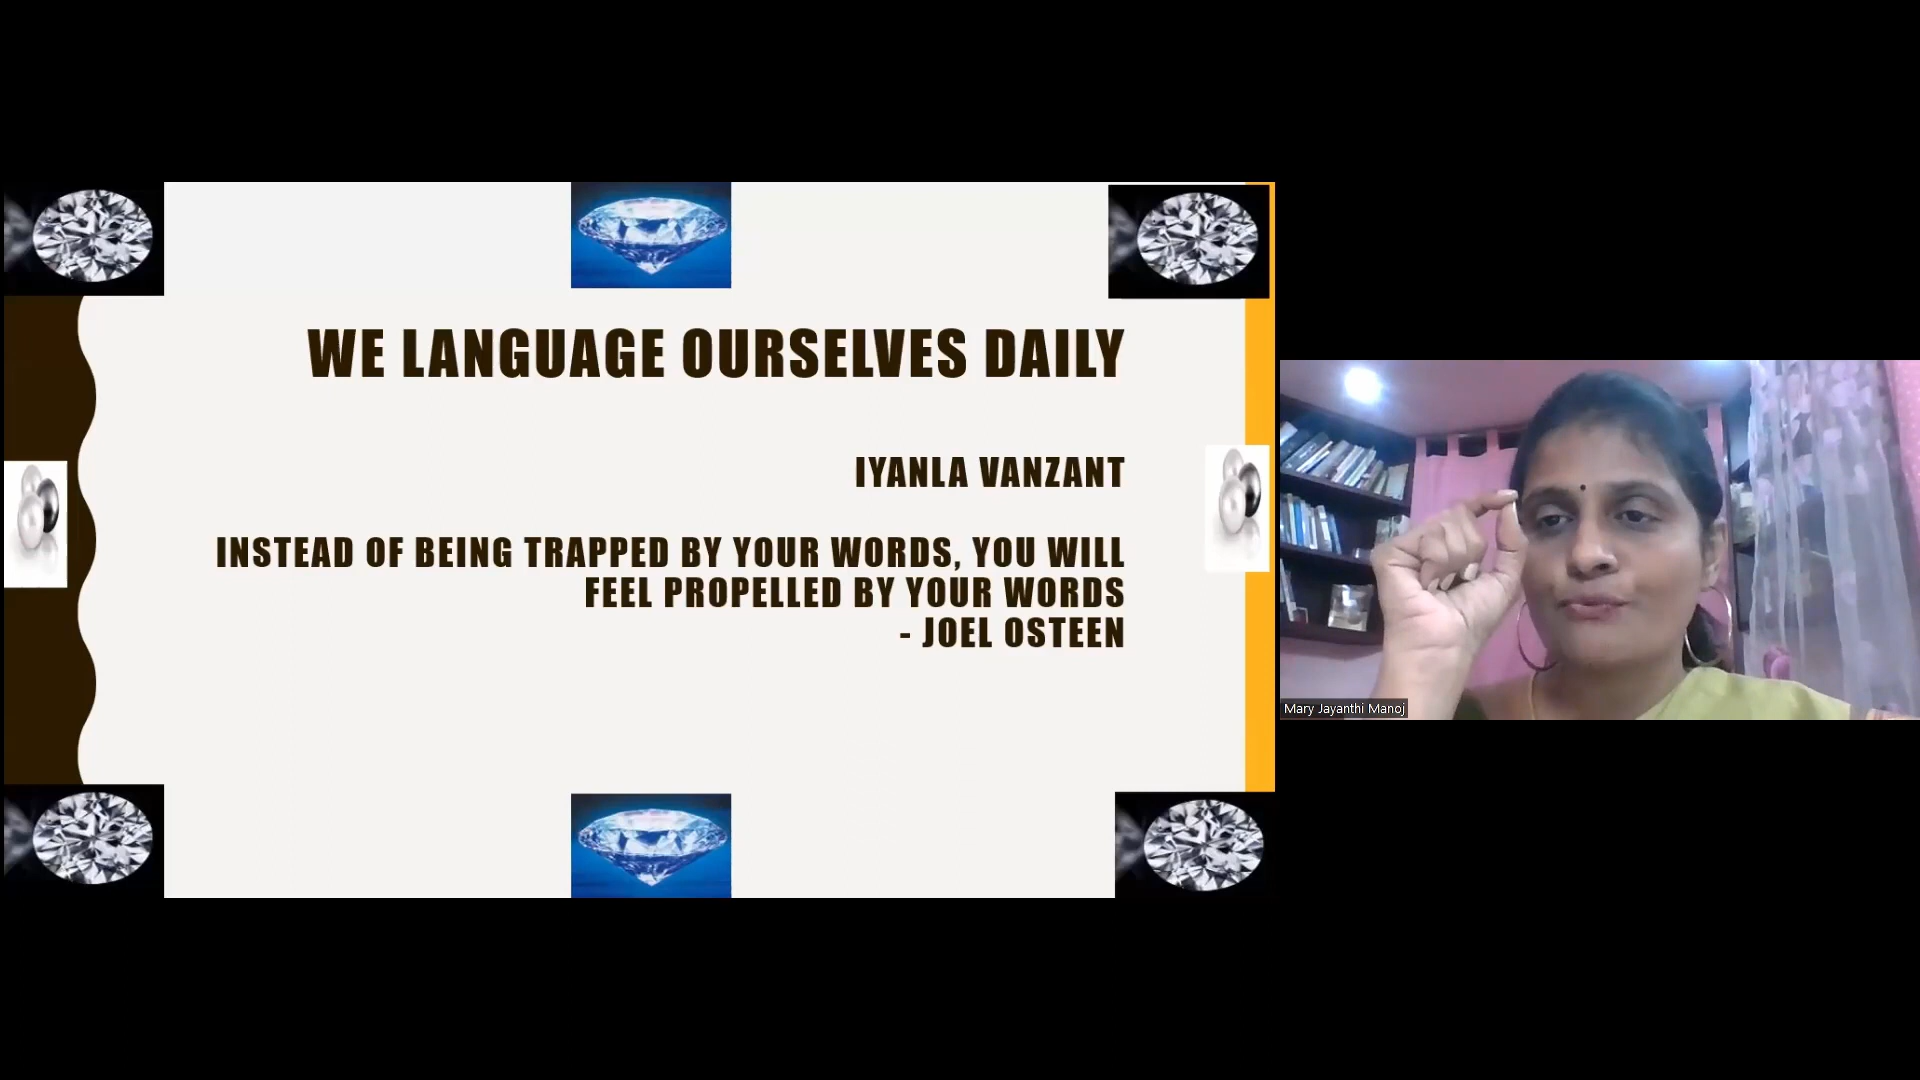 WE LANGUAGE OURSELVES DAILY
IYANLA VANZANT
INSTEAD OF BEING TRAPPED BY YOUR WORDS, YOU WILL
FEEL PROPELLED BY YOUR WORDS
- JOEL OSTEEN
Mary Jayanthi Manoj